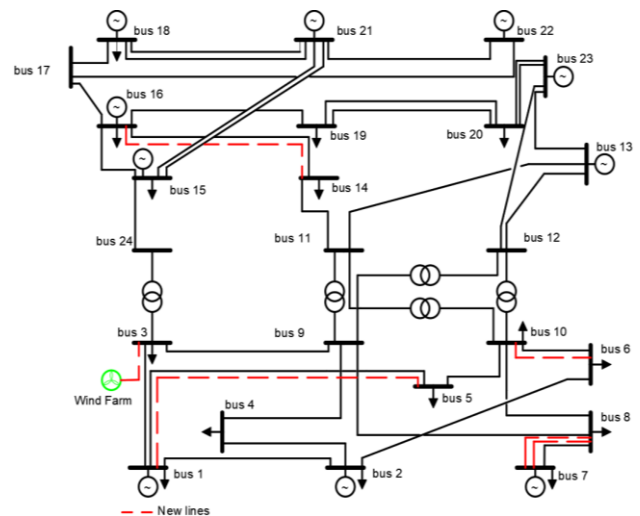 bus 18
bus 21
bus 22
bus 23
bus 17
bus 16
bus 19
bus 20
bus 13
bus 15
bus 14
bus 24
bus 11
bus 12
bus 3
bus 9
bus 10
bus 6
Wind Farm
bus 5
bus 4
bus 8
bus 1
bus 2
bus 7
New lines